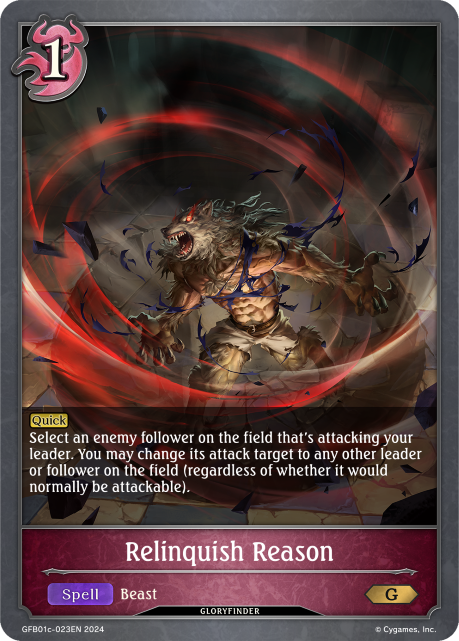 1
Quick
Select an enemy follower on the field that's attacking your
leader. You may change its attack target to any other leader
or follower on the field (regardless of whether it would
normally be attackable).
Relinquish Reason
Spell Beast G
GLORYFINDER
GFB01c-023EN 2024 © Cygames, Inc.